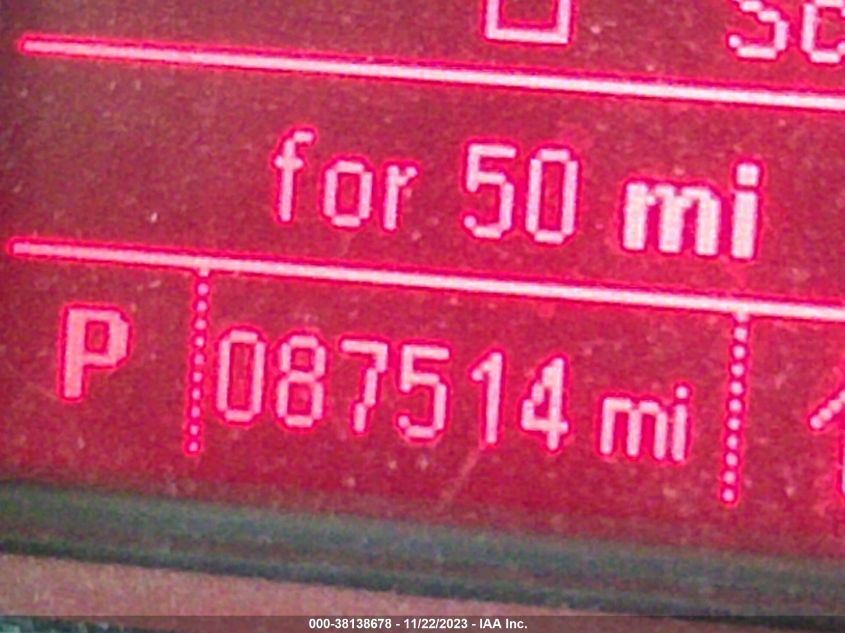 for 50 mi
P 087514 mi
000-38138678 - 11/22/2023 - IAA Inc.